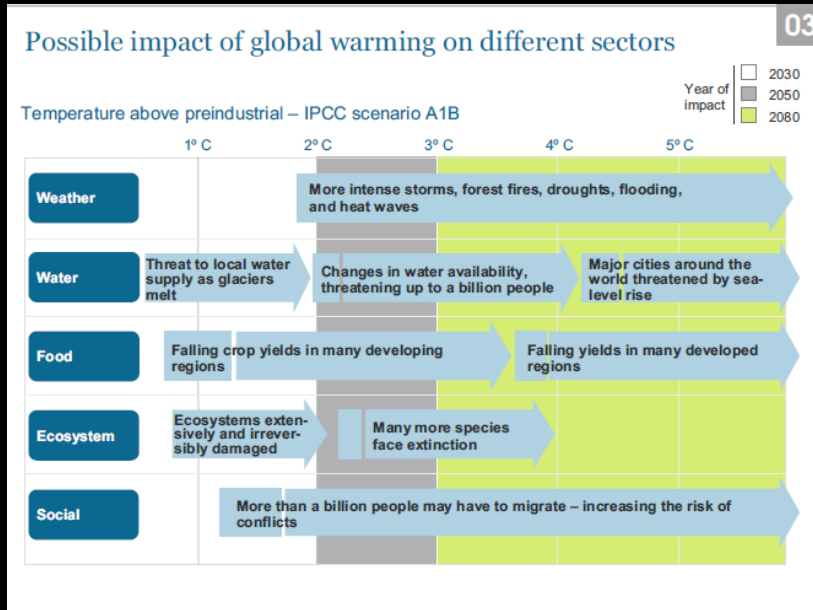 03
Possible impact of global warming on different sectors
Year of
impact
2030
2050
2080
Temperature above preindustrial – IPCC scenario A1B
1º C 2º C 3º C 4º C 5º C
Weather
More intense storms, forest fires, droughts, flooding,
and heat waves
Water
Threat to local water
supply as glaciers
melt
Changes in water availability,
threatening up to a billion people
Major cities around the
world threatened by sea-
level rise
Food
Falling crop yields in many developing
regions
Falling yields in many developed
regions
Ecosystem
Ecosystems exten-
sively and irrever-
sibly damaged
Many more species
face extinction
Social
More than a billion people may have to migrate – increasing the risk of
conflicts